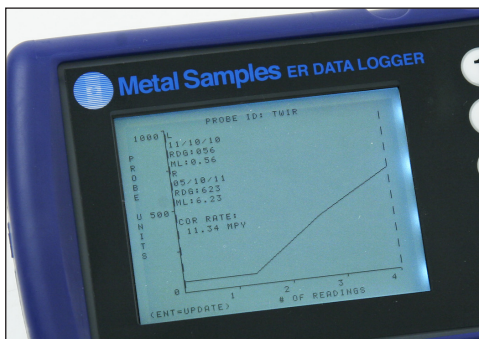 Metal Samples ER DATA LOGGER
PROBE ID: TWIR
1000
L
11/10/10
RDG:056
ML:0.56
R
05/10/11
RDG:623
ML:6.23
PROBE UNITS
500
COR RATE:
11.34 MPY
0
1 2 3 4
(ENT=UPDATE) # OF READINGS